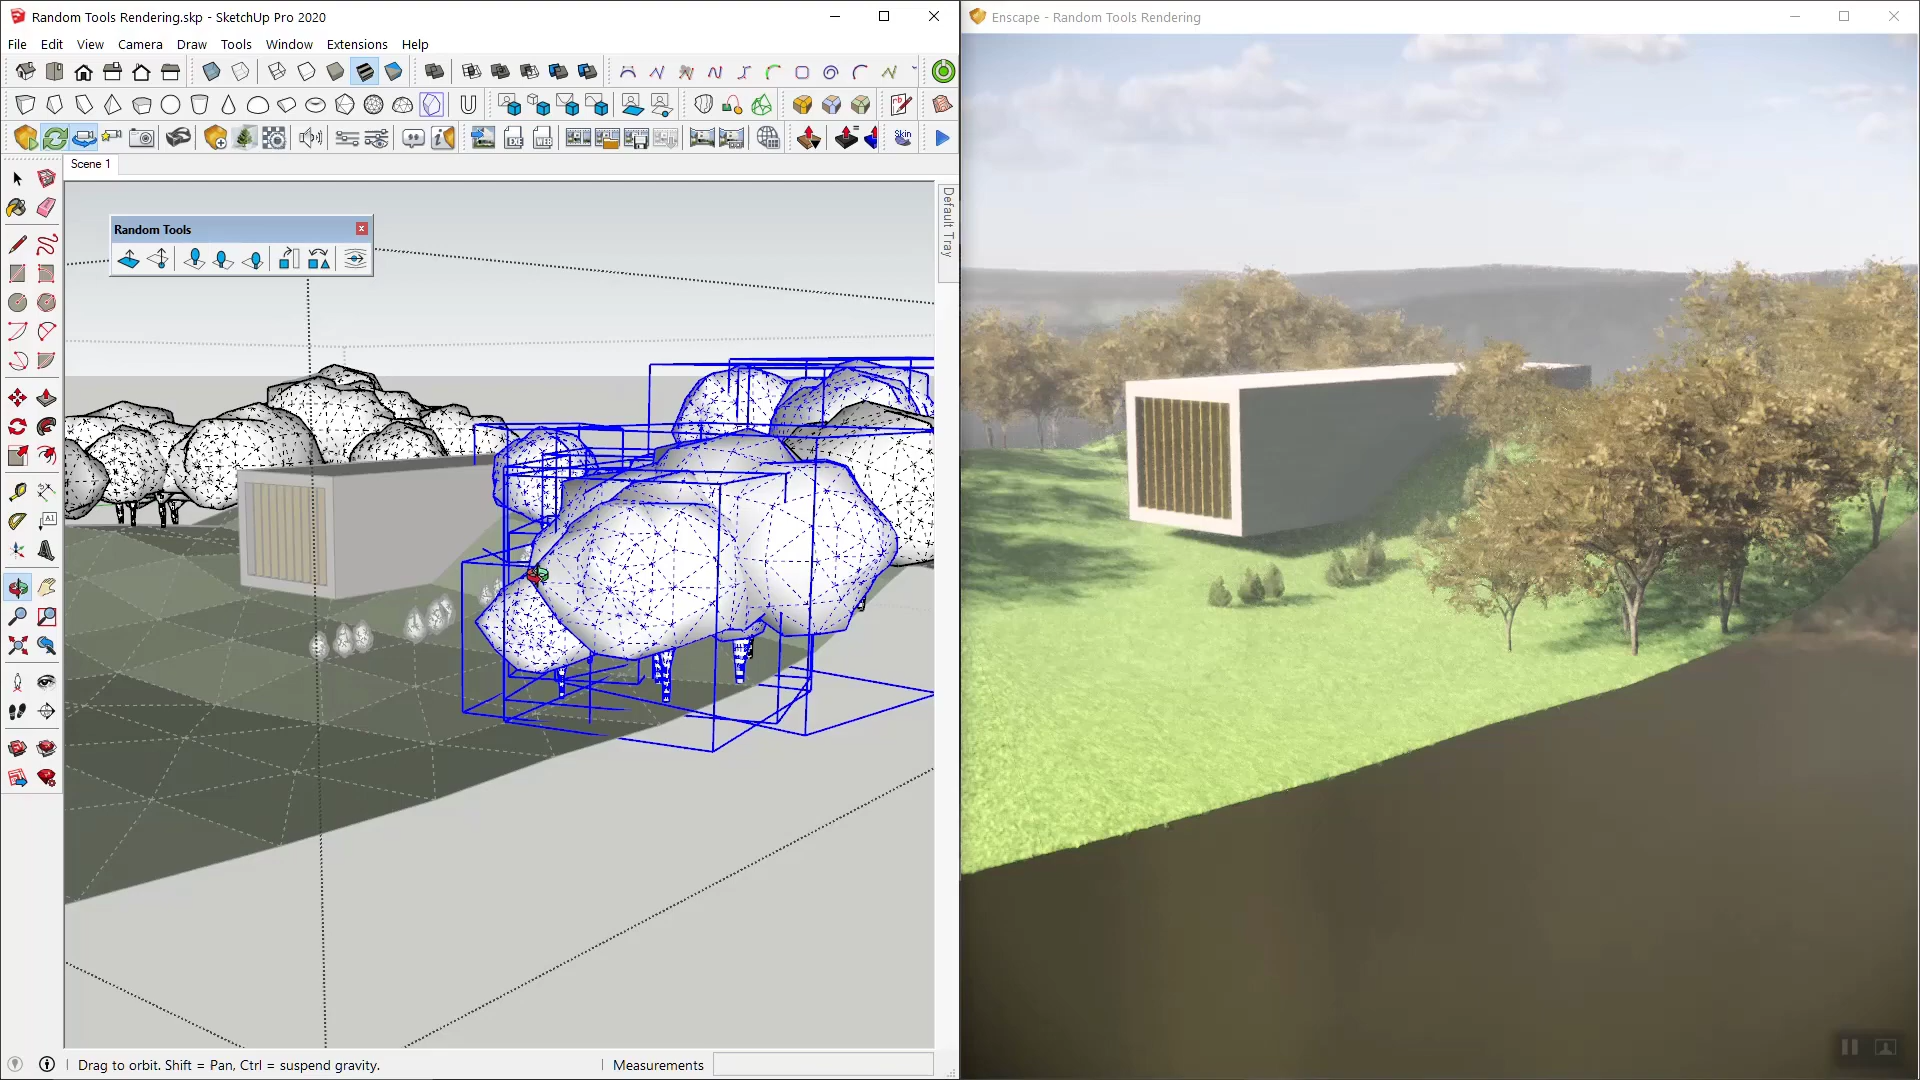 Random Tools Rendering.skp - SketchUp Pro 2020
Enscape - Random Tools Rendering
File Edit View Camera Draw Tools Window Extensions Help
Skin
Scene 1
Default Tray
Random Tools
Drag to orbit. Shift = Pan, Ctrl = suspend gravity.
Measurements